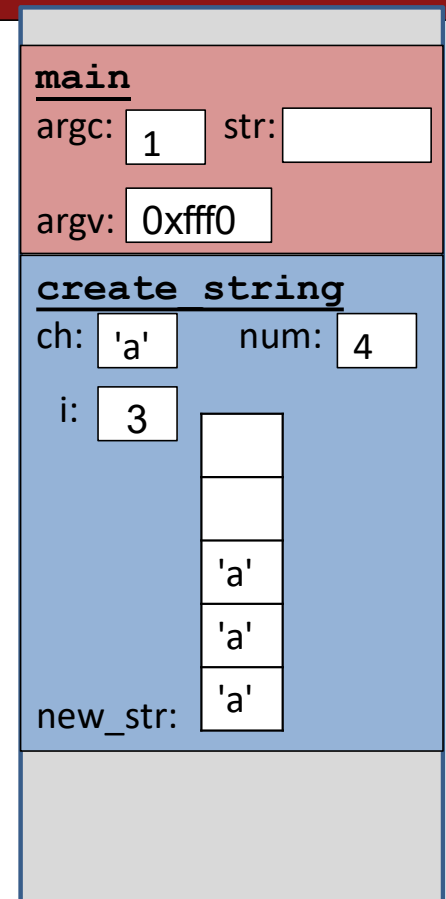 main
argc: 1 str:
argv: 0xfff0
create_string
ch: 'a' num: 4
i: 3
'a'
'a'
new_str: 'a'